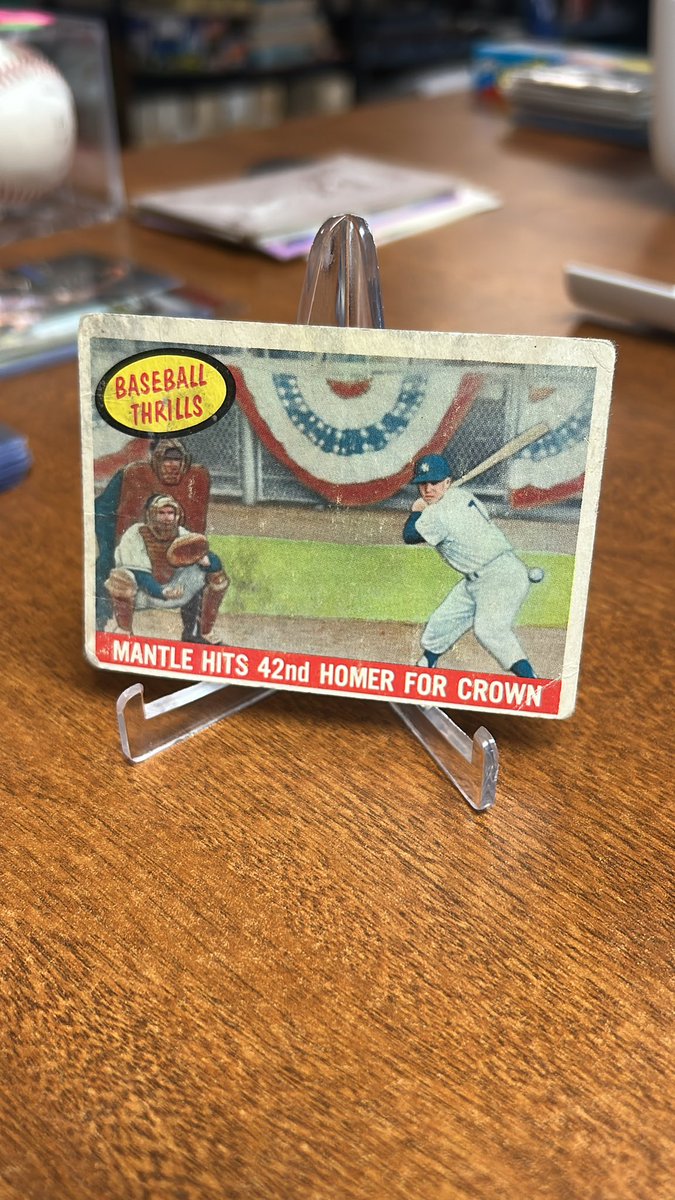 BASEBALL
THRILLS
MANTLE HITS 42nd HOMER FOR CROWN